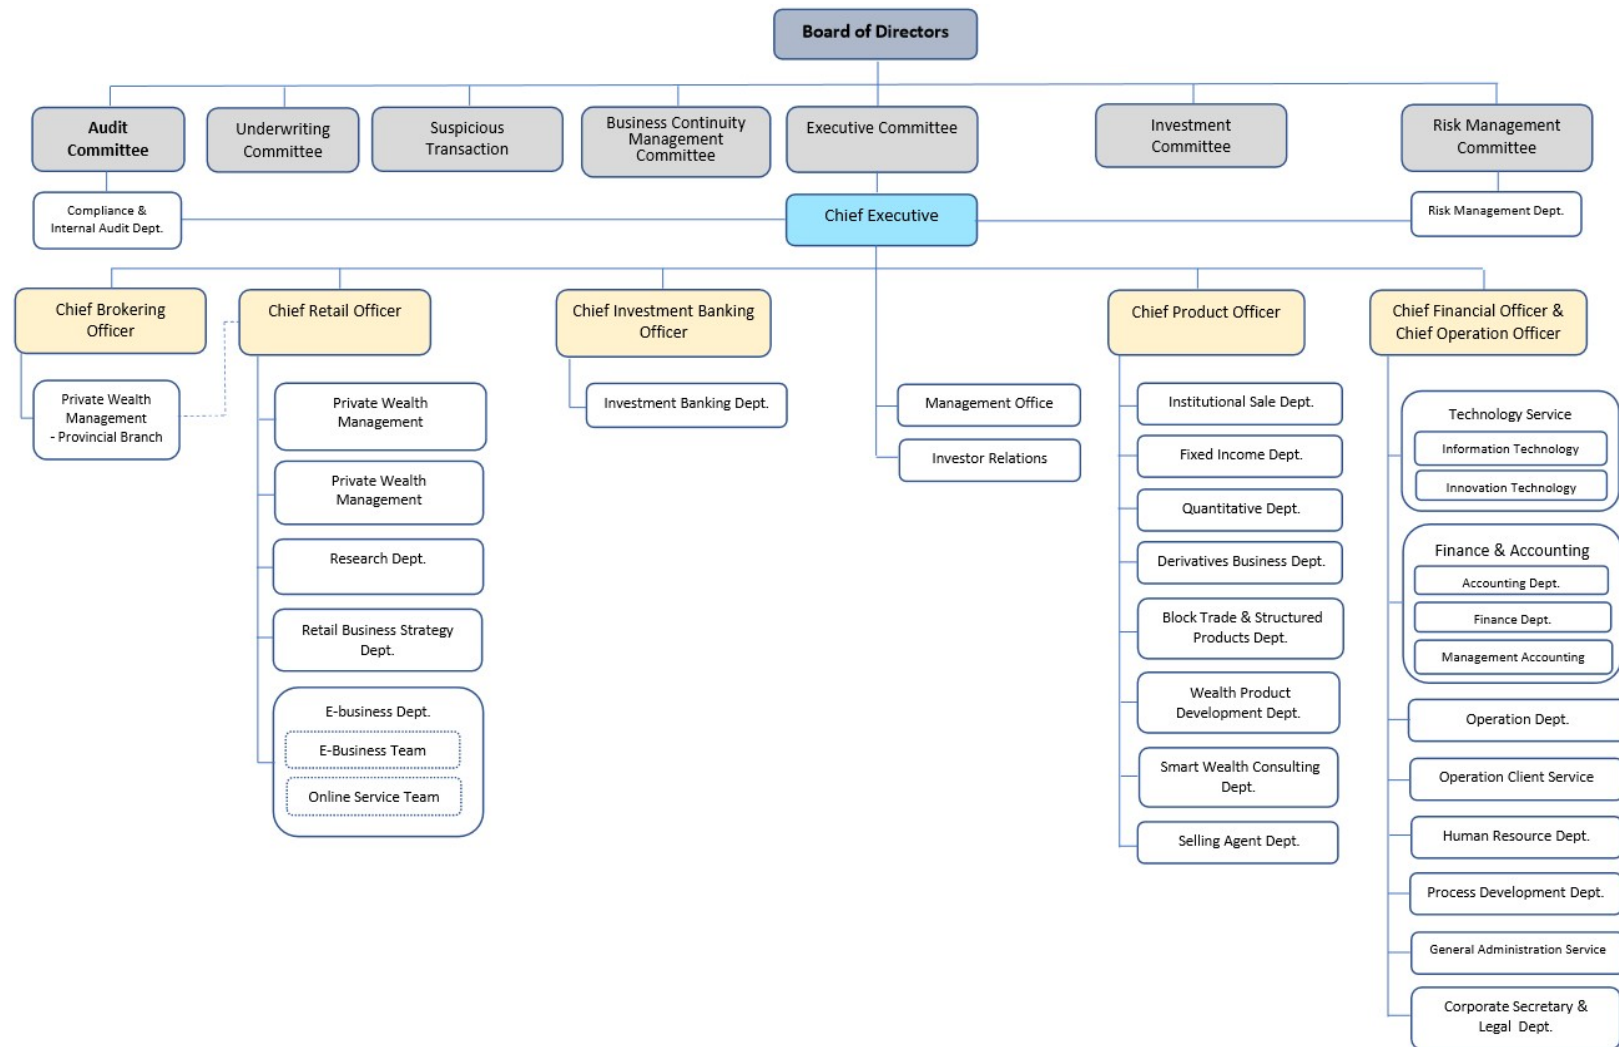 Board of Directors
Audit
Committee
Underwriting
Committee
Suspicious
Transaction
Business Continuity
Management
Committee
Executive Committee
Investment
Committee
Risk Management
Committee
Compliance &
Internal Audit Dept.
Chief Executive
Risk Management Dept.
Chief Brokering
Officer
Chief Retail Officer
Chief Investment Banking
Officer
Chief Product Officer
Chief Financial Officer &
Chief Operation Officer
Private Wealth
Management
- Provincial Branch
Private Wealth
Management
Private Wealth
Management
Research Dept.
Retail Business Strategy
Dept.
E-business Dept.
E-Business Team
Online Service Team
Investment Banking Dept.
Management Office
Investor Relations
Institutional Sale Dept.
Fixed Income Dept.
Quantitative Dept.
Derivatives Business Dept.
Block Trade & Structured
Products Dept.
Wealth Product
Development Dept.
Smart Wealth Consulting
Dept.
Selling Agent Dept.
Technology Service
Information Technology
Innovation Technology
Finance & Accounting
Accounting Dept.
Finance Dept.
Management Accounting
Operation Dept.
Operation Client Service
Human Resource Dept.
Process Development Dept.
General Administration Service
Corporate Secretary &
Legal Dept.